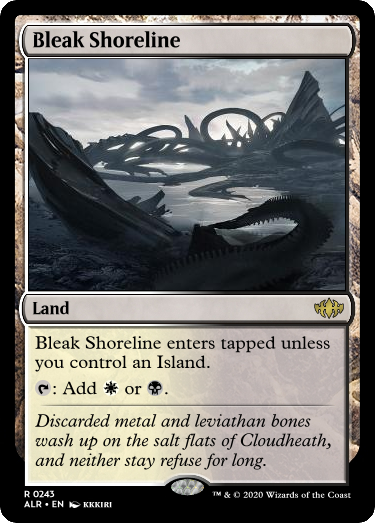 Bleak Shoreline
Land
Bleak Shoreline enters tapped unless
you control an Island.
: Add or .
Discarded metal and leviathan bones
wash up on the salt flats of Cloudheath,
and neither stay refuse for long.
R 0243
ALR • EN KKKIRI
™ & © 2020 Wizards of the Coast